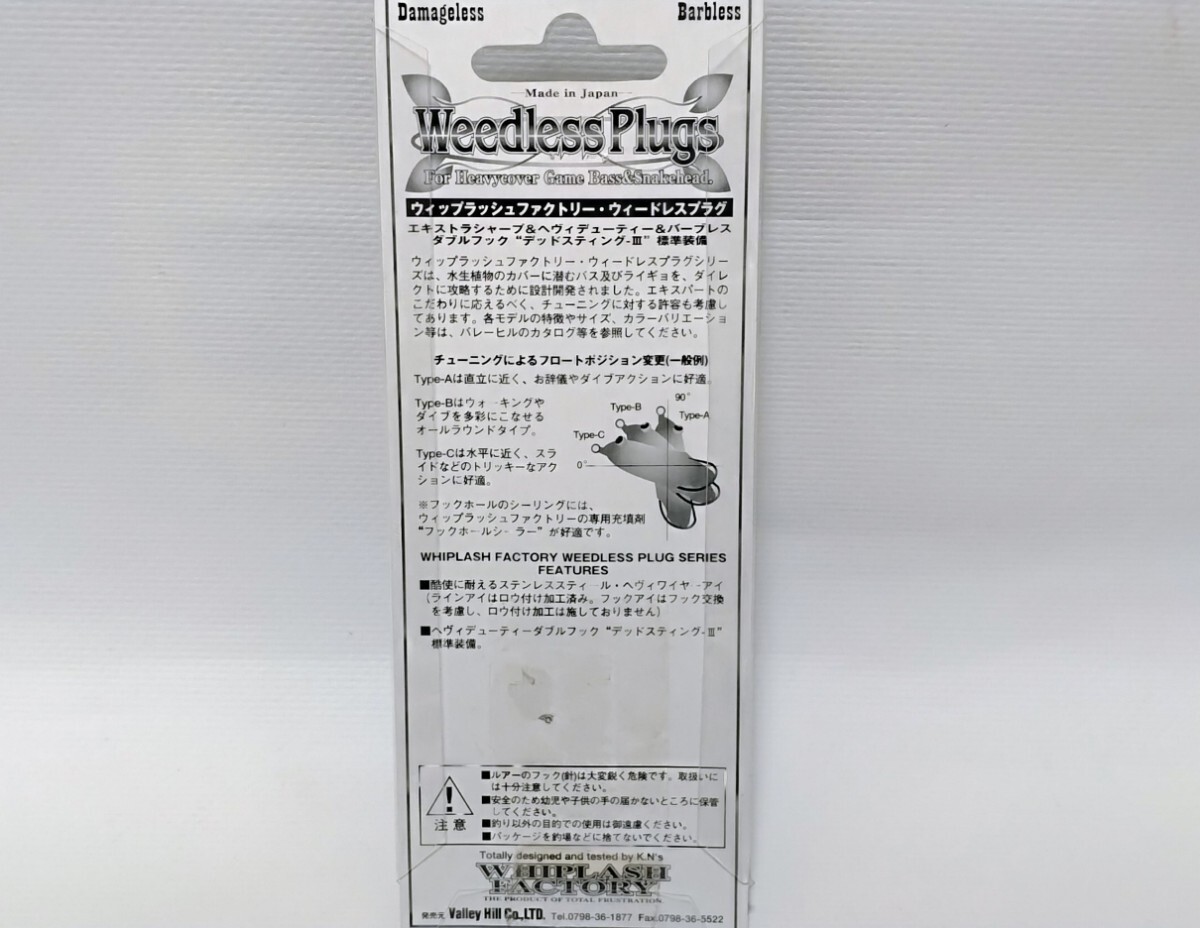 Damageless Barbless
Made in Japan
Weedless Plugs
For Heavycover Game Bass&Snakehead.
ウィップラッシュファクトリー・ウィードレスプラグ
エキストラシャープ&ヘヴィデューティー&バーブレス
ダブルフック “デッドスティング-III” 標準装備
ウィップラッシュファクトリー・ウィードレスプラグシリー
ズは、水生植物のカバーに潜むバス及びライギョを、ダイレ
クトに攻略するために設計開発されました。エキスパートの
こだわりに応えるべく、チューニングに対する許容も考慮し
てあります。各モデルの特徴やサイズ、カラーバリエーショ
ン等は、バレーヒルのカタログ等を参照してください。
チューニングによるフロートポジション変更(一般例)
Type-Aは直立に近く、お辞儀やダイブアクションに好適。
Type-Bはウォーキングや
ダイブを多彩にこなせる
オールラウンドタイプ。
Type-Cは水平に近く、スラ
イドなどのトリッキーなアク
ションに好適。
90°
Type-B
Type-A
Type-C
0°
※フックホールのシーリングには、
ウィップラッシュファクトリーの専用充填剤
“フックホールシーラー” が好適です。
WHIPLASH FACTORY WEEDLESS PLUG SERIES
FEATURES
■酷使に耐えるステンレススティール・ヘヴィワイヤーアイ
(ラインアイはロウ付け加工済み。フックアイはフック交換
を考慮し、ロウ付け加工は施しておりません)
■ヘヴィデューティーダブルフック “デッドスティング-III”
標準装備。
注意
■ルアーのフック(針)は大変鋭く危険です。取扱いに
は十分注意してください。
■安全のため幼児や子供の手の届かないところに保管
してください。
■釣り以外の目的での使用は御遠慮ください。
■パッケージを釣場などに捨てないでください。
Totally designed and tested by K.N's
WHIPLASH
FACTORY
THE PRODUCT OF TOTAL FRUSTRATION
発売元 Valley Hill Co.,LTD. Tel.0798-36-1877 Fax.0798-36-5522